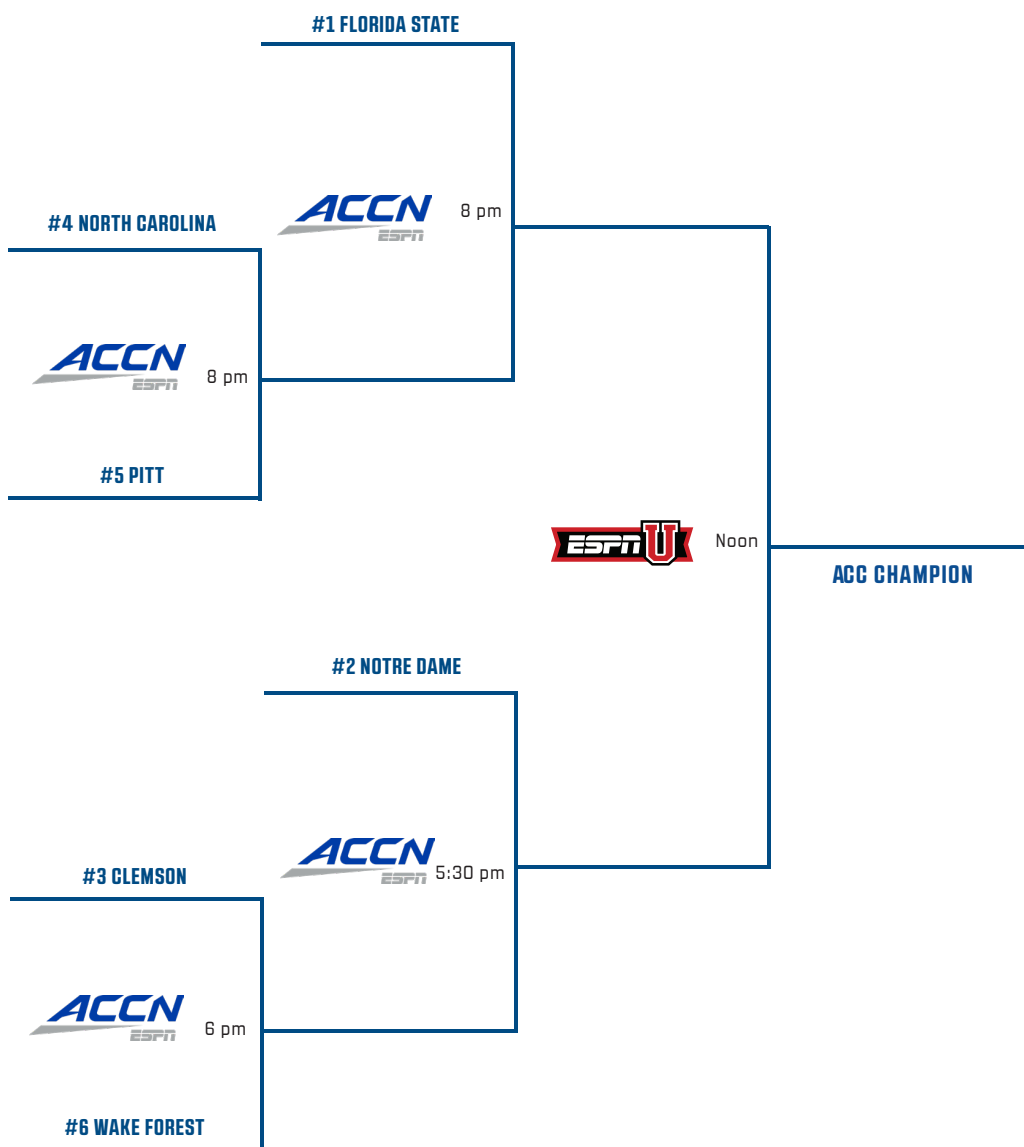 #1 FLORIDA STATE
ACCN
ESPN
8 pm
#4 NORTH CAROLINA
ACCN
ESPN
8 pm
#5 PITT
ESPN U
Noon
ACC CHAMPION
#2 NOTRE DAME
ACCN
ESPN
5:30 pm
#3 CLEMSON
ACCN
ESPN
6 pm
#6 WAKE FOREST